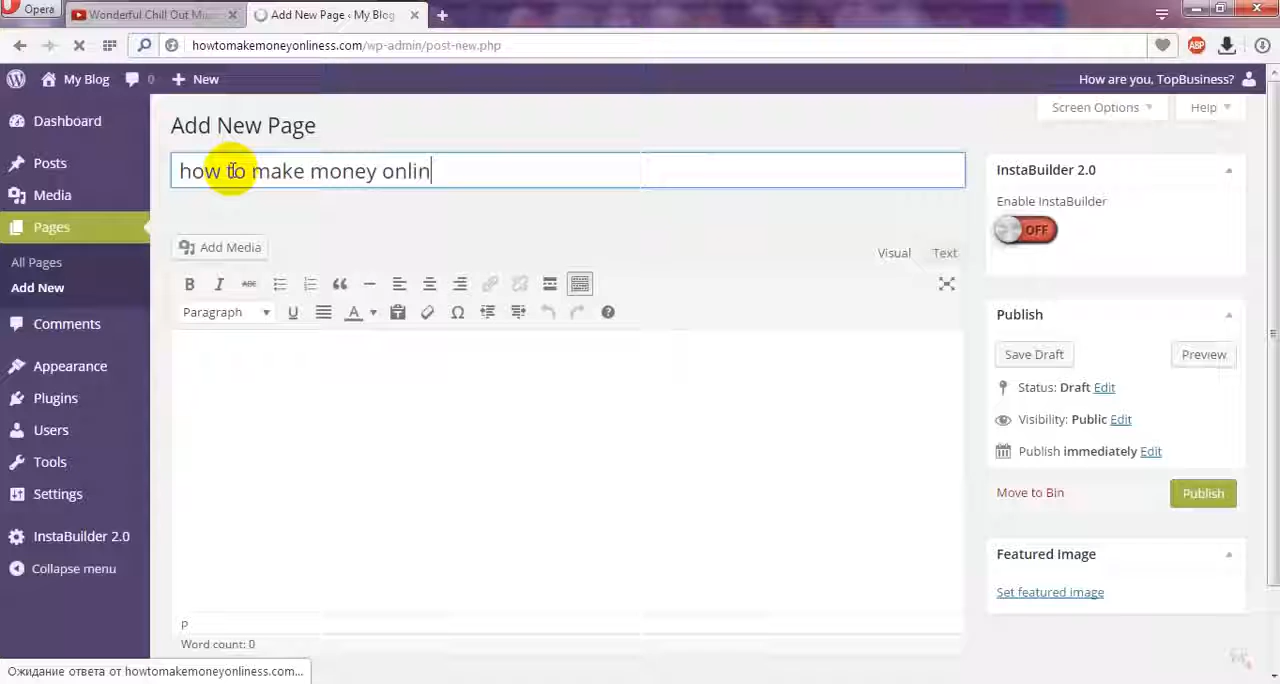 Opera
Wonderful Chill Out Musi
Add New Page ‹ My Blog
howtomakemoneyonliness.com/wp-admin/post-new.php
ABP
My Blog 0 New
How are you, TopBusiness?
Screen Options
Help
Dashboard
Posts
Media
Pages
All Pages
Add New
Comments
Appearance
Plugins
Users
Tools
Settings
InstaBuilder 2.0
Collapse menu
Add New Page
how to make money onlin
Add Media
Visual Text
B I ABC
Paragraph U A Ω ?
P
Word count: 0
InstaBuilder 2.0
Enable InstaBuilder
OFF
Publish
Save Draft Preview
Status: Draft Edit
Visibility: Public Edit
Publish immediately Edit
Move to Bin Publish
Featured Image
Set featured image
Ожидание ответа от howtomakemoneyonliness.com...